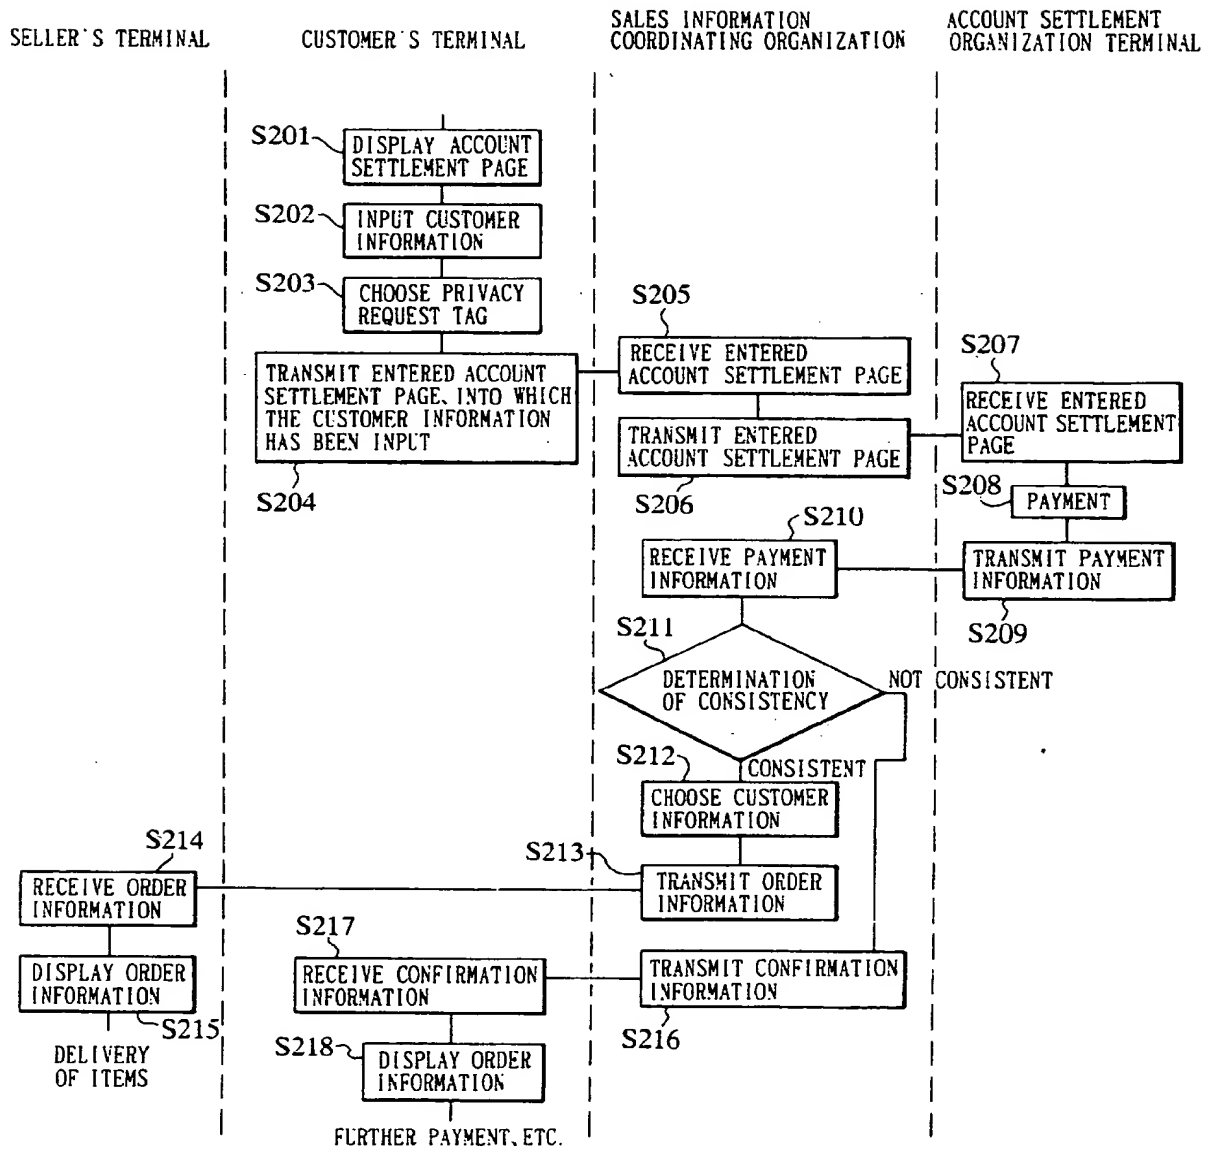 SELLER'S TERMINAL
CUSTOMER'S TERMINAL
SALES INFORMATION
COORDINATING ORGANIZATION
ACCOUNT SETTLEMENT
ORGANIZATION TERMINAL
S201
DISPLAY ACCOUNT
SETTLEMENT PAGE
S202
INPUT CUSTOMER
INFORMATION
S203
CHOOSE PRIVACY
REQUEST TAG
TRANSMIT ENTERED ACCOUNT
SETTLEMENT PAGE, INTO WHICH
THE CUSTOMER INFORMATION
HAS BEEN INPUT
S204
S205
RECEIVE ENTERED
ACCOUNT SETTLEMENT PAGE
TRANSMIT ENTERED
ACCOUNT SETTLEMENT PAGE
S206
S207
RECEIVE ENTERED
ACCOUNT SETTLEMENT
PAGE
S208
PAYMENT
TRANSMIT PAYMENT
INFORMATION
S209
S210
RECEIVE PAYMENT
INFORMATION
S211
DETERMINATION
OF CONSISTENCY
NOT CONSISTENT
S212
CONSISTENT
CHOOSE CUSTOMER
INFORMATION
S213
TRANSMIT ORDER
INFORMATION
S214
RECEIVE ORDER
INFORMATION
DISPLAY ORDER
INFORMATION
S215
DELIVERY
OF ITEMS
TRANSMIT CONFIRMATION
INFORMATION
S216
S217
RECEIVE CONFIRMATION
INFORMATION
S218
DISPLAY ORDER
INFORMATION
FURTHER PAYMENT, ETC.